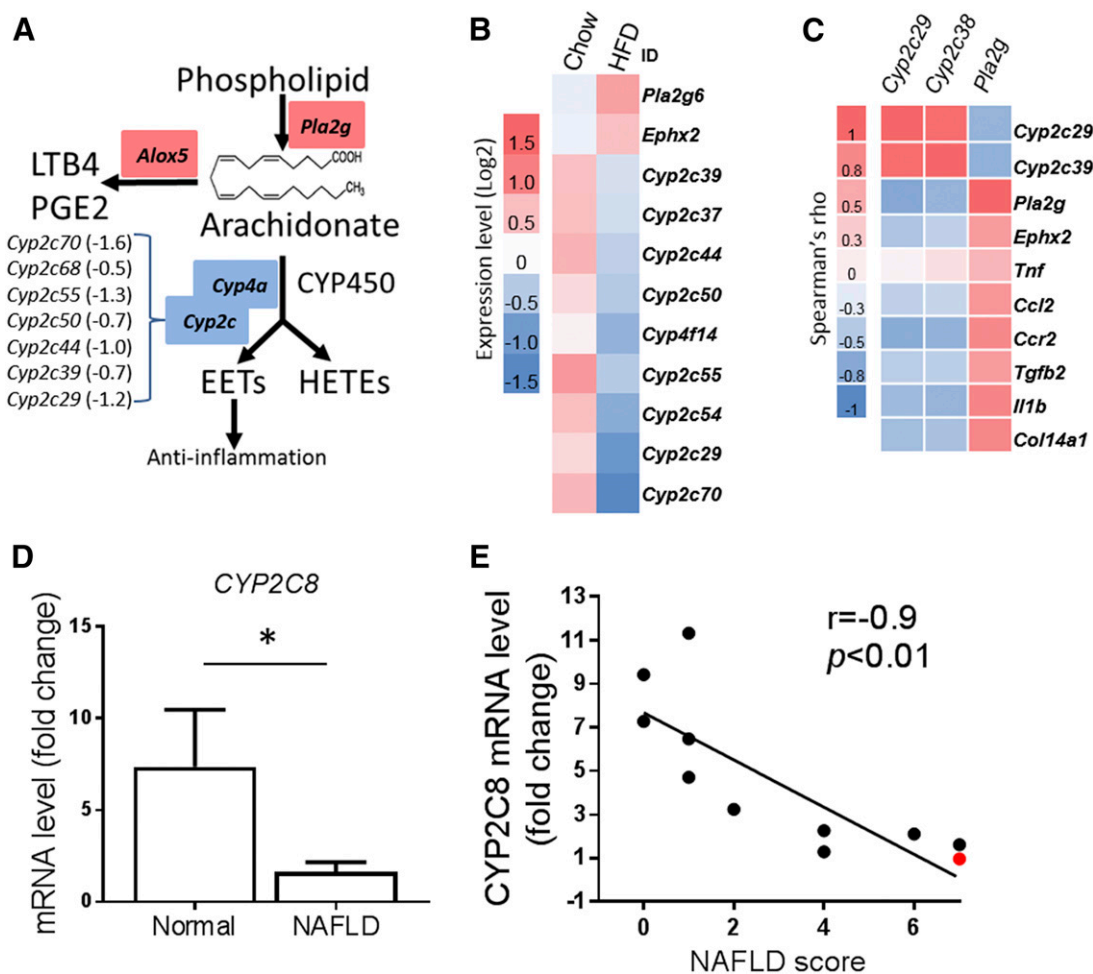 A
Phospholipid
Pla2g
Alox5
COOH
CH3
LTB4
PGE2
Arachidonate
Cyp2c70 (-1.6)
Cyp2c68 (-0.5)
Cyp2c55 (-1.3)
Cyp2c50 (-0.7)
Cyp2c44 (-1.0)
Cyp2c39 (-0.7)
Cyp2c29 (-1.2)
Cyp4a
Cyp2c
CYP450
EETs
HETEs
Anti-inflammation
B
Chow
HFD
ID
Expression level (Log2)
1.5
1.0
0.5
0
-0.5
-1.0
-1.5
Pla2g6
Ephx2
Cyp2c39
Cyp2c37
Cyp2c44
Cyp2c50
Cyp4f14
Cyp2c55
Cyp2c54
Cyp2c29
Cyp2c70
C
Cyp2c29
Cyp2c38
Pla2g
Spearman's rho
1
0.8
0.5
0.3
0
-0.3
-0.5
-0.8
-1
Cyp2c29
Cyp2c39
Pla2g
Ephx2
Tnf
Ccl2
Ccr2
Tgfb2
Il1b
Col14a1
D
CYP2C8
*
mRNA level (fold change)
15
10
5
0
Normal
NAFLD
E
CYP2C8 mRNA level
(fold change)
13
11
9
7
5
3
1
-1
r=-0.9
p<0.01
0
2
4
6
NAFLD score